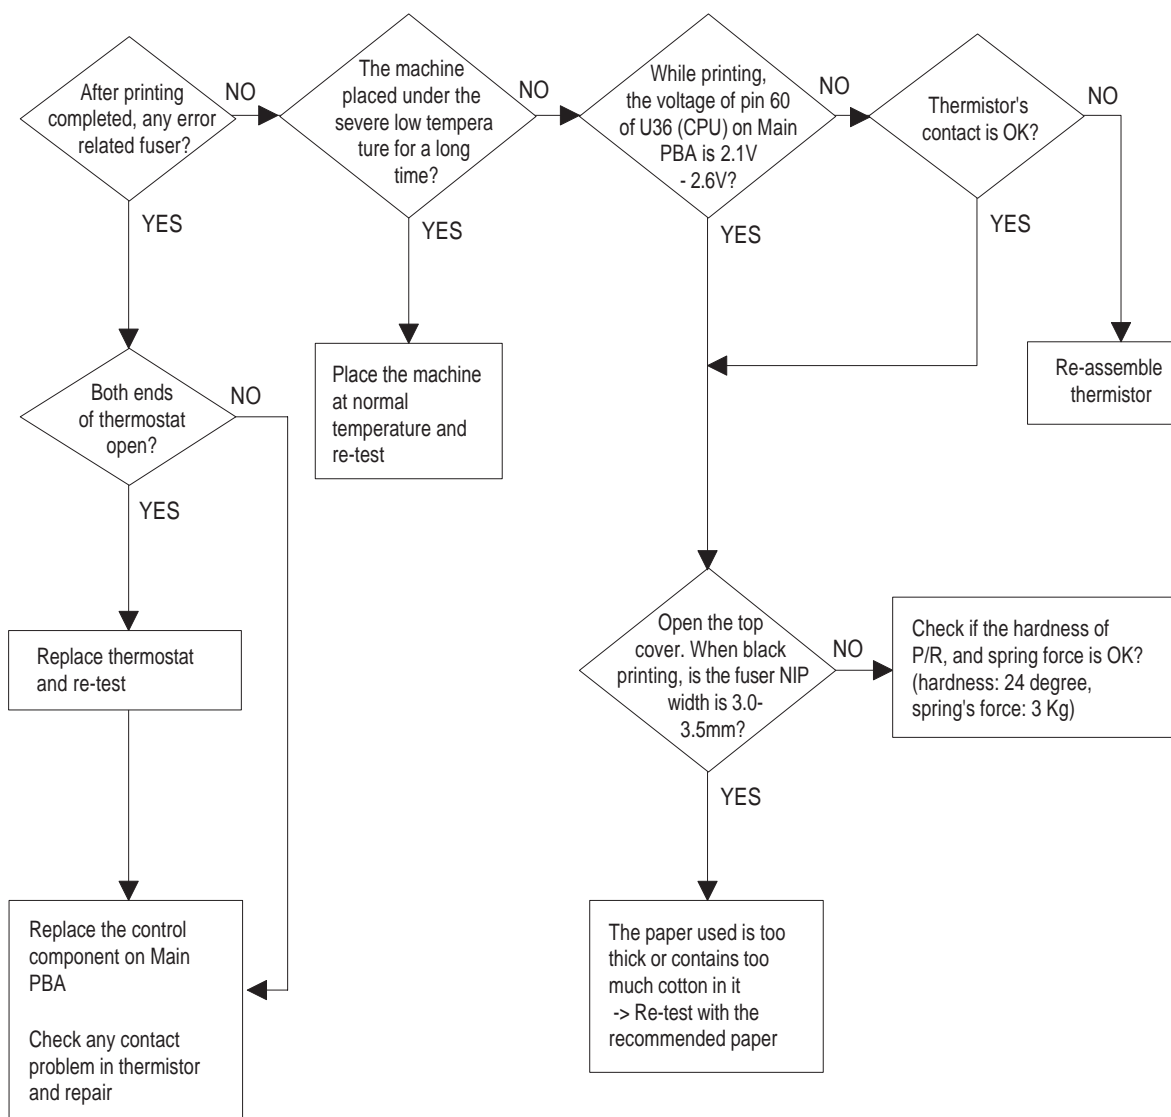 After printing
completed, any error
related fuser?
NO
YES
The machine
placed under the
severe low tempera
ture for a long
time?
NO
YES
While printing,
the voltage of pin 60
of U36 (CPU) on Main
PBA is 2.1V
- 2.6V?
NO
YES
Thermistor's
contact is OK?
NO
YES
Both ends
of thermostat
open?
NO
YES
Place the machine
at normal
temperature and
re-test
Re-assemble
thermistor
Replace thermostat
and re-test
Open the top
cover. When black
printing, is the fuser NIP
width is 3.0-
3.5mm?
NO
YES
Check if the hardness of
P/R, and spring force is OK?
(hardness: 24 degree,
spring's force: 3 Kg)
Replace the control
component on Main
PBA
Check any contact
problem in thermistor
and repair
The paper used is too
thick or contains too
much cotton in it
-> Re-test with the
recommended paper